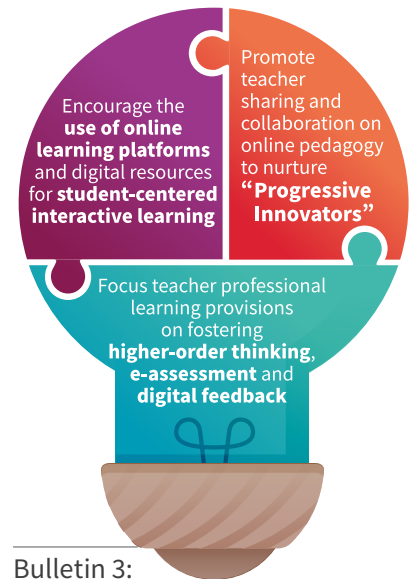 Encourage the
use of online
learning platforms
and digital resources
for student-centered
interactive learning
Promote
teacher
sharing and
collaboration on
online pedagogy
to nurture
“Progressive
Innovators”
Focus teacher professional
learning provisions
on fostering
higher-order thinking,
e-assessment and
digital feedback
Bulletin 3: